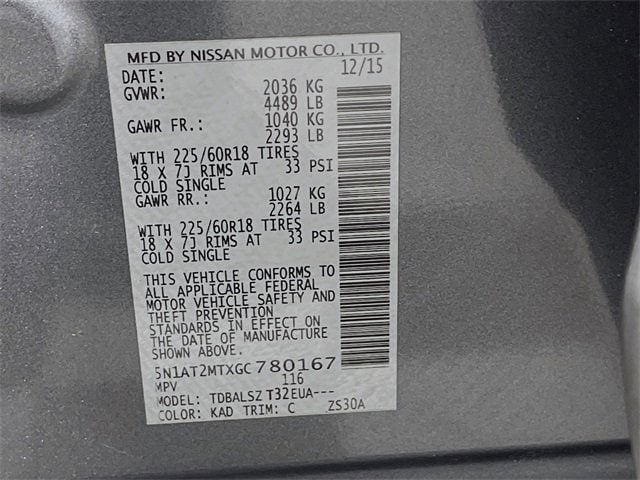 MFD BY NISSAN MOTOR CO., LTD.
DATE: 12/15
GVWR: 2036 KG
4489 LB
GAWR FR.: 1040 KG
2293 LB
WITH 225/60R18 TIRES
18 X 7J RIMS AT 33 PSI
COLD SINGLE
GAWR RR.: 1027 KG
2264 LB
WITH 225/60R18 TIRES
18 X 7J RIMS AT 33 PSI
COLD SINGLE
THIS VEHICLE CONFORMS TO
ALL APPLICABLE FEDERAL
MOTOR VEHICLE SAFETY AND
THEFT PREVENTION
STANDARDS IN EFFECT ON
THE DATE OF MANUFACTURE
SHOWN ABOVE.
5N1AT2MTXGC780167
MPV 116
MODEL: TDBALSZ T32EUA---
COLOR: KAD TRIM: C ZS30A